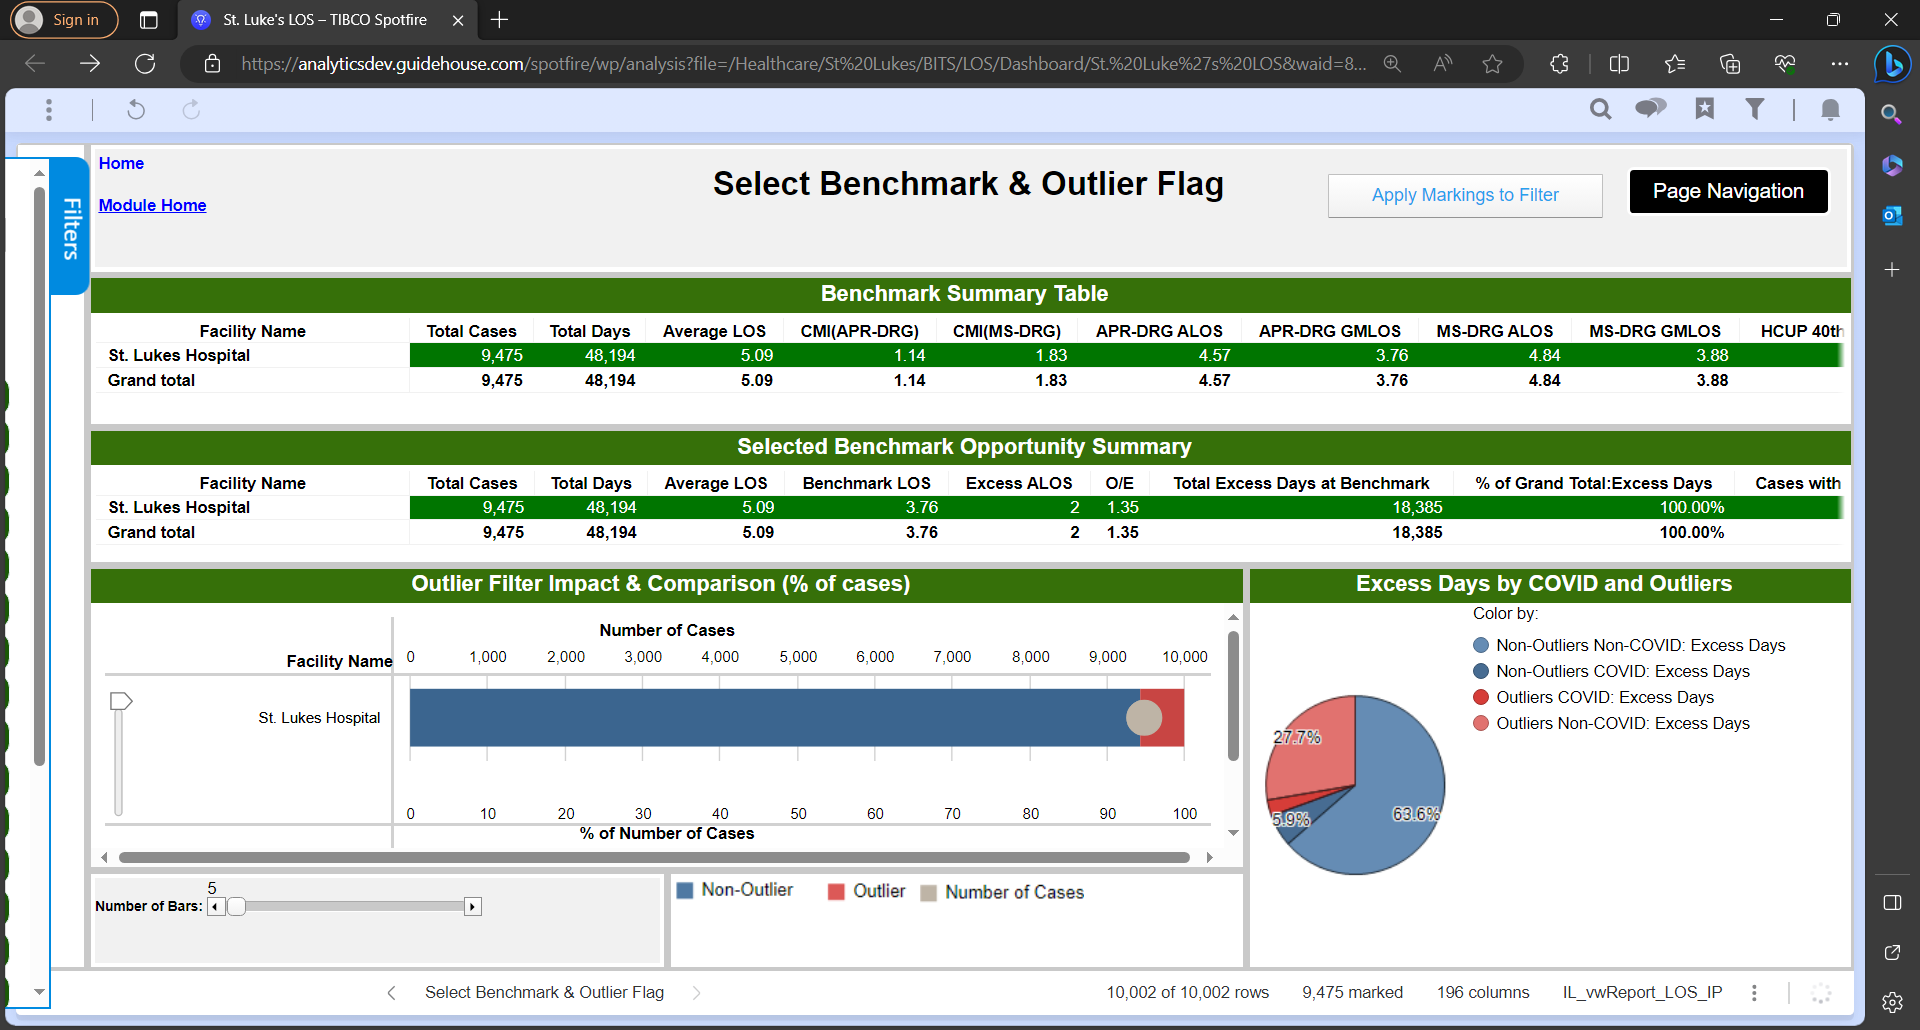 Sign in
St. Luke's LOS – TIBCO Spotfire
https://analyticsdev.guidehouse.com/spotfire/wp/analysis?file=/Healthcare/St%20Lukes/BITS/LOS/Dashboard/St.%20Luke%27s%20LOS&waid=8...
Home
Module Home
Select Benchmark & Outlier Flag
Apply Markings to Filter
Page Navigation
Filters
Benchmark Summary Table
Facility Name Total Cases Total Days Average LOS CMI(APR-DRG) CMI(MS-DRG) APR-DRG ALOS APR-DRG GMLOS MS-DRG ALOS MS-DRG GMLOS HCUP 40th
St. Lukes Hospital 9,475 48,194 5.09 1.14 1.83 4.57 3.76 4.84 3.88
Grand total 9,475 48,194 5.09 1.14 1.83 4.57 3.76 4.84 3.88
Selected Benchmark Opportunity Summary
Facility Name Total Cases Total Days Average LOS Benchmark LOS Excess ALOS O/E Total Excess Days at Benchmark % of Grand Total:Excess Days Cases with
St. Lukes Hospital 9,475 48,194 5.09 3.76 2 1.35 18,385 100.00%
Grand total 9,475 48,194 5.09 3.76 2 1.35 18,385 100.00%
Outlier Filter Impact & Comparison (% of cases)
Number of Cases
Facility Name 0 1,000 2,000 3,000 4,000 5,000 6,000 7,000 8,000 9,000 10,000
St. Lukes Hospital
0 10 20 30 40 50 60 70 80 90 100
% of Number of Cases
Excess Days by COVID and Outliers
Color by:
Non-Outliers Non-COVID: Excess Days
Non-Outliers COVID: Excess Days
Outliers COVID: Excess Days
Outliers Non-COVID: Excess Days
27.7%
5.9%
63.6%
5
Number of Bars:
Non-Outlier Outlier Number of Cases
Select Benchmark & Outlier Flag
10,002 of 10,002 rows 9,475 marked 196 columns IL_vwReport_LOS_IP